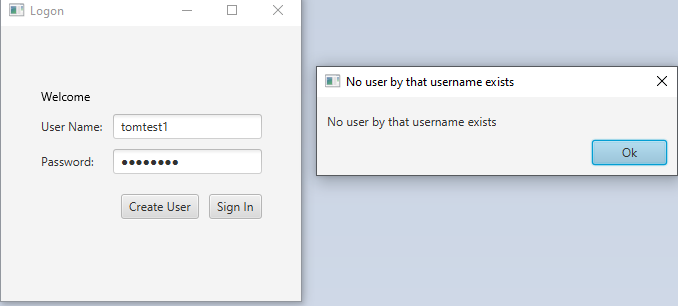 Logon
Welcome
User Name: tomtest1
Password: ●●●●●●●●
Create User Sign In
No user by that username exists
No user by that username exists
Ok